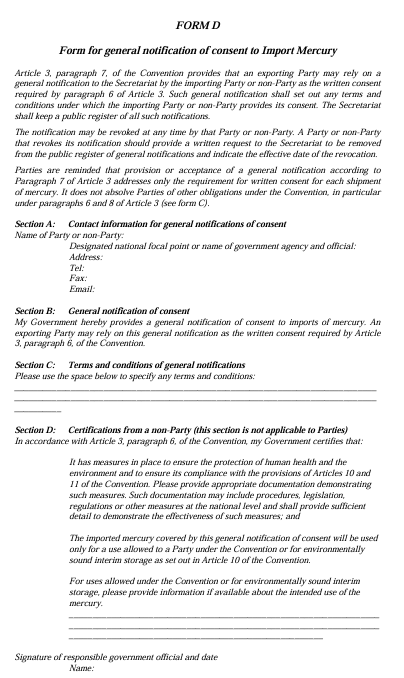 FORM D
Form for general notification of consent to Import Mercury
Article 3, paragraph 7, of the Convention provides that an exporting Party may rely on a
general notification to the Secretariat by the importing Party or non-Party as the written consent
required by paragraph 6 of Article 3. Such general notification shall set out any terms and
conditions under which the importing Party or non-Party provides its consent. The Secretariat
shall keep a public register of all such notifications.
The notification may be revoked at any time by that Party or non-Party. A Party or non-Party
that revokes its notification should provide a written request to the Secretariat to be removed
from the public register of general notifications and indicate the effective date of the revocation.
Parties are reminded that provision or acceptance of a general notification according to
Paragraph 7 of Article 3 addresses only the requirement for written consent for each shipment
of mercury. It does not absolve Parties of other obligations under the Convention, in particular
under paragraphs 6 and 8 of Article 3 (see form C).
Section A: Contact information for general notifications of consent
Name of Party or non-Party:
Designated national focal point or name of government agency and official:
Address:
Tel:
Fax:
Email:
Section B: General notification of consent
My Government hereby provides a general notification of consent to imports of mercury. An
exporting Party may rely on this general notification as the written consent required by Article
3, paragraph 6, of the Convention.
Section C: Terms and conditions of general notifications
Please use the space below to specify any terms and conditions:
Section D: Certifications from a non-Party (this section is not applicable to Parties)
In accordance with Article 3, paragraph 6, of the Convention, my Government certifies that:
It has measures in place to ensure the protection of human health and the
environment and to ensure its compliance with the provisions of Articles 10 and
11 of the Convention. Please provide appropriate documentation demonstrating
such measures. Such documentation may include procedures, legislation,
regulations or other measures at the national level and shall provide sufficient
detail to demonstrate the effectiveness of such measures; and
The imported mercury covered by this general notification of consent will be used
only for a use allowed to a Party under the Convention or for environmentally
sound interim storage as set out in Article 10 of the Convention.
For uses allowed under the Convention or for environmentally sound interim
storage, please provide information if available about the intended use of the
mercury.
Signature of responsible government official and date
Name: